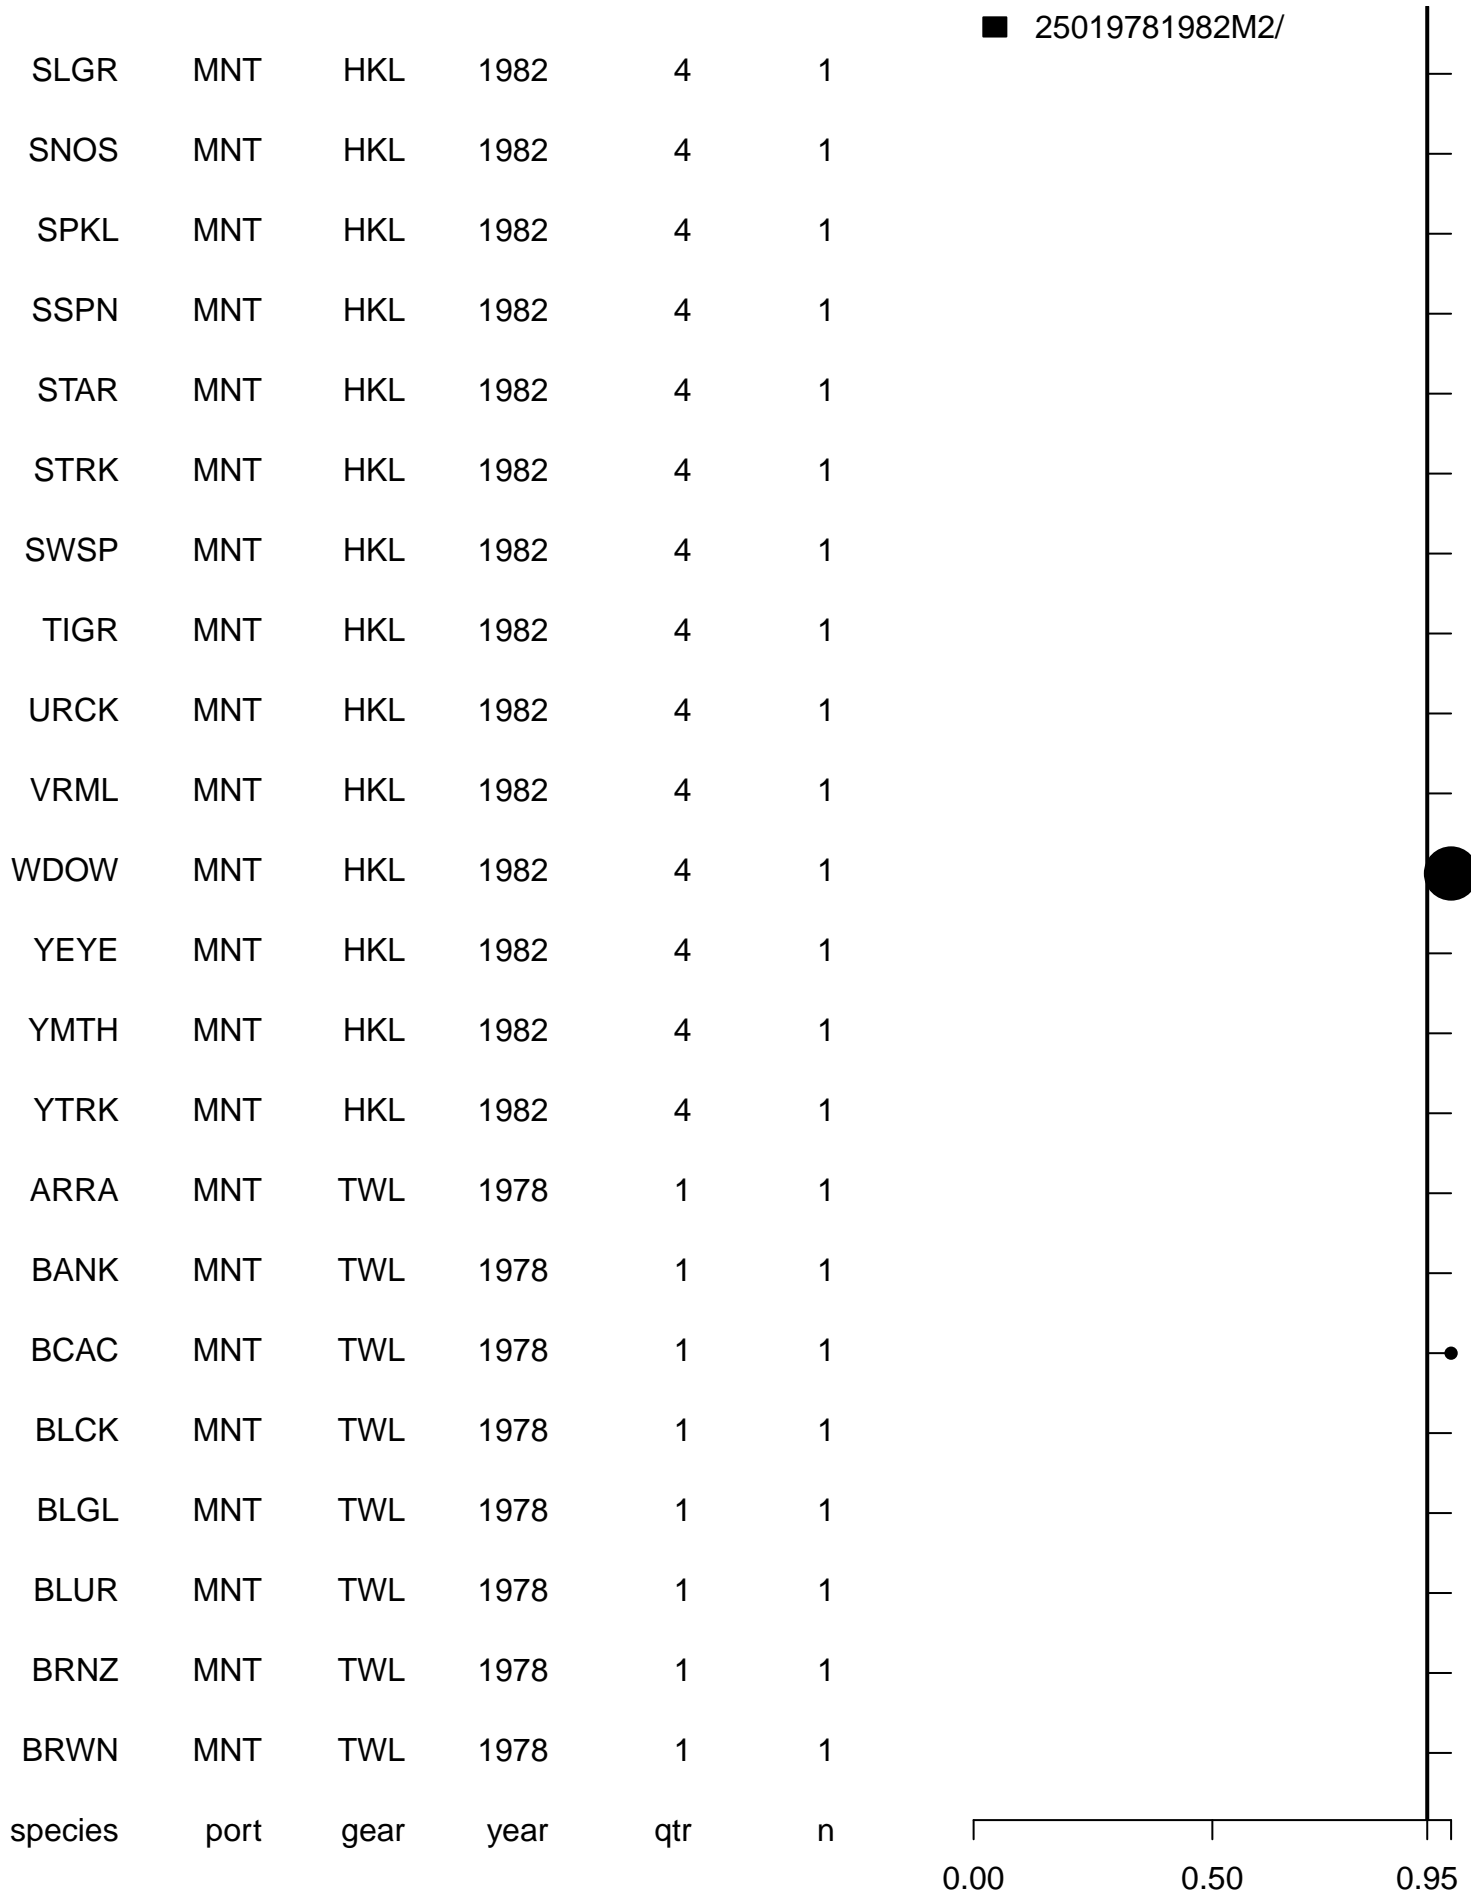 25019781982M2/
SLGR MNT HKL 1982 4 1
SNOS MNT HKL 1982 4 1
SPKL MNT HKL 1982 4 1
SSPN MNT HKL 1982 4 1
STAR MNT HKL 1982 4 1
STRK MNT HKL 1982 4 1
SWSP MNT HKL 1982 4 1
TIGR MNT HKL 1982 4 1
URCK MNT HKL 1982 4 1
VRML MNT HKL 1982 4 1
WDOW MNT HKL 1982 4 1
YEYE MNT HKL 1982 4 1
YMTH MNT HKL 1982 4 1
YTRK MNT HKL 1982 4 1
ARRA MNT TWL 1978 1 1
BANK MNT TWL 1978 1 1
BCAC MNT TWL 1978 1 1
BLCK MNT TWL 1978 1 1
BLGL MNT TWL 1978 1 1
BLUR MNT TWL 1978 1 1
BRNZ MNT TWL 1978 1 1
BRWN MNT TWL 1978 1 1
species port gear year qtr n
0.00 0.50 0.95